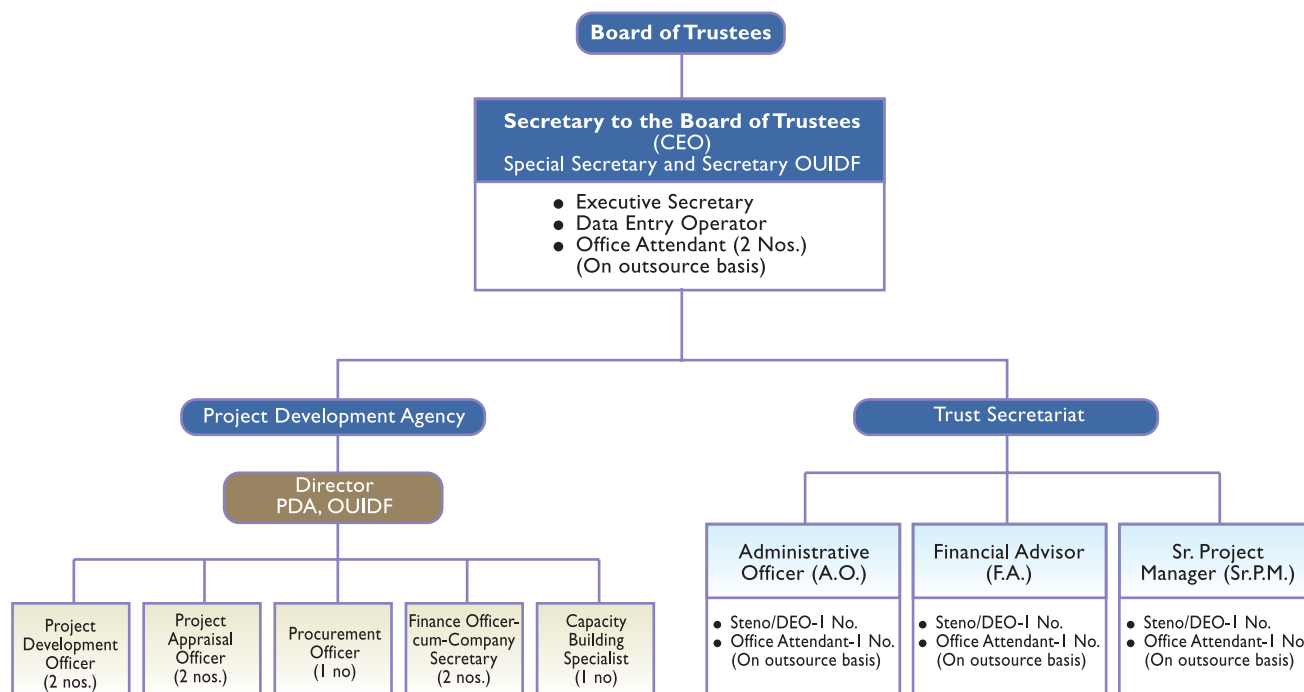 Board of Trustees
Secretary to the Board of Trustees
(CEO)
Special Secretary and Secretary OUIDF
● Executive Secretary
● Data Entry Operator
● Office Attendant (2 Nos.)
(On outsource basis)
Project Development Agency
Trust Secretariat
Director
PDA, OUIDF
Project
Development
Officer
(2 nos.)
Project
Appraisal
Officer
(2 nos.)
Procurement
Officer
(1 no)
Finance Officer-
cum-Company
Secretary
(2 nos.)
Capacity
Building
Specialist
(1 no)
Administrative
Officer (A.O.)
● Steno/DEO-1 No.
● Office Attendant-1 No.
(On outsource basis)
Financial Advisor
(F.A.)
● Steno/DEO-1 No.
● Office Attendant-1 No.
(On outsource basis)
Sr. Project
Manager (Sr.P.M.)
● Steno/DEO-1 No.
● Office Attendant-1 No.
(On outsource basis)